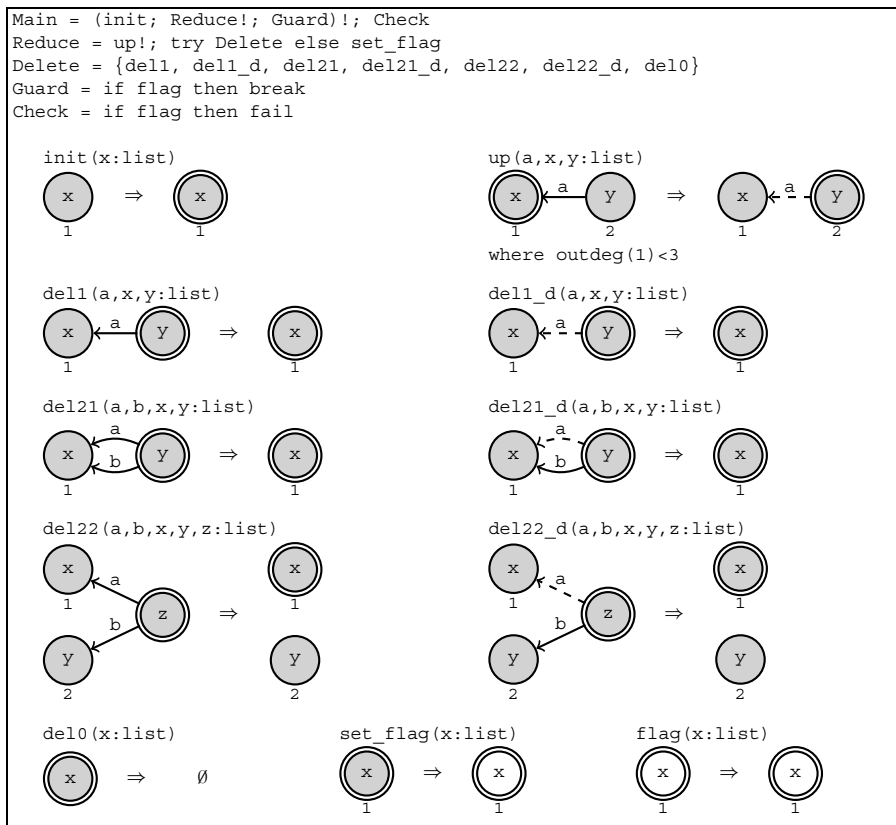 Main = (init; Reduce!; Guard)!; Check
Reduce = up!; try Delete else set_flag
Delete = {del1, del1_d, del21, del21_d, del22, del22_d, del0}
Guard = if flag then break
Check = if flag then fail
init(x:list)
x ⇒ x
1 1
up(a,x,y:list)
x a y ⇒ x a y
1 2 1 2
where outdeg(1)<3
del1(a,x,y:list)
x a y ⇒ x
1 1
del1_d(a,x,y:list)
x a y ⇒ x
1 1
del21(a,b,x,y:list)
a
x b y ⇒ x
1 1
del21_d(a,b,x,y:list)
a
x b y ⇒ x
1 1
del22(a,b,x,y,z:list)
x a x
1 z ⇒ 1
b
y y
2 2
del22_d(a,b,x,y,z:list)
x a x
1 z ⇒ 1
b
y y
2 2
del0(x:list)
x ⇒ ∅
set_flag(x:list)
x ⇒ x
1 1
flag(x:list)
x ⇒ x
1 1